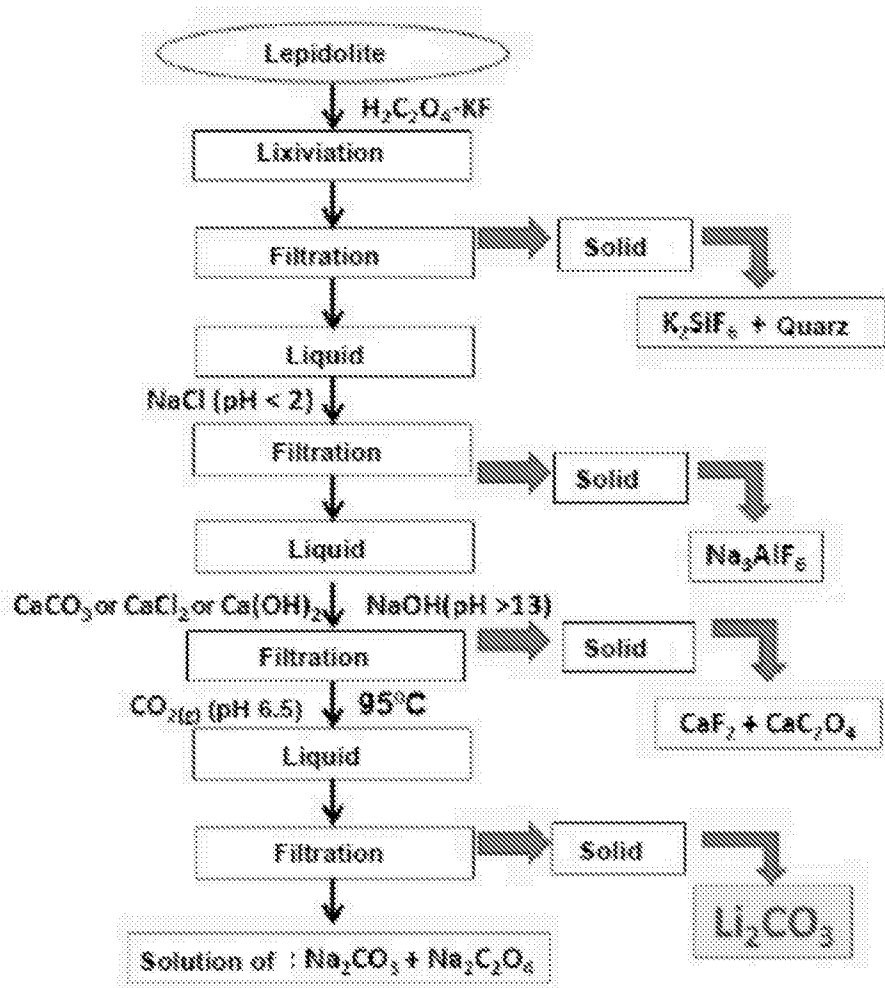 Lepidolite
H₂C₂O₄-KF
Lixiviation
Filtration
Solid
K₂SiF₆ + Quarz
Liquid
NaCl (pH < 2)
Filtration
Solid
Na₃AlF₆
Liquid
CaCO₃ or CaCl₂ or Ca(OH)₂ NaOH(pH >13)
Filtration
Solid
CaF₂ + CaC₂O₄
CO₂(g) (pH 6.5) 95⁰C
Liquid
Filtration
Solid
Li₂CO₃
Solution of : Na₂CO₃ + Na₂C₂O₄